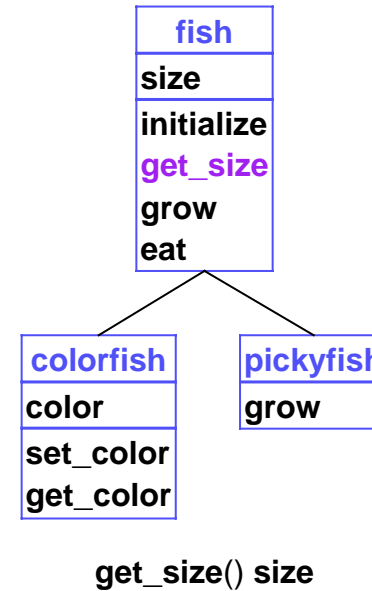 fish
size
initialize
get_size
grow
eat
colorfish
color
set_color
get_color
pickyfish
grow
get_size() size